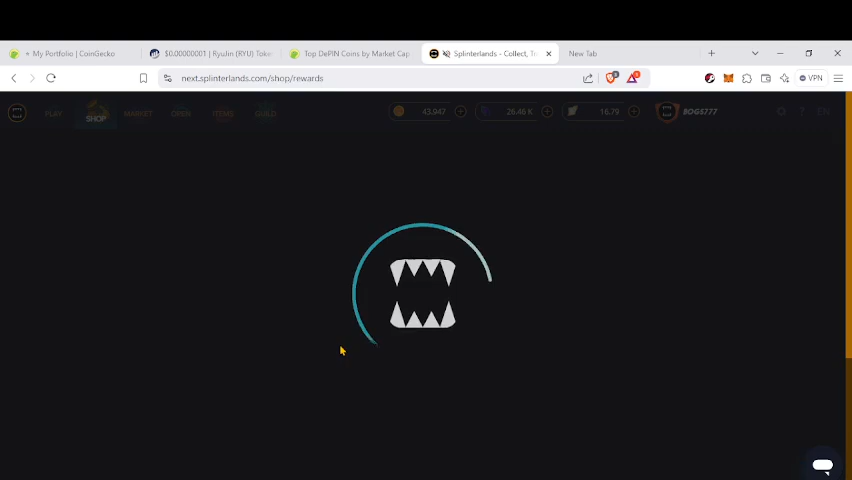 My Portfolio | CoinGecko
$0.00000001 | Ryulin (RYU) Toke
Top DePIN Coins by Market Cap
Splinterlands - Collect, Tr
New Tab
next.splinterlands.com/shop/rewards
VPN
PLAY
SHOP
MARKET
OPEN
ITEMS
GUILD
43,947
26.46 K
16.79
BOGS777
?
EN